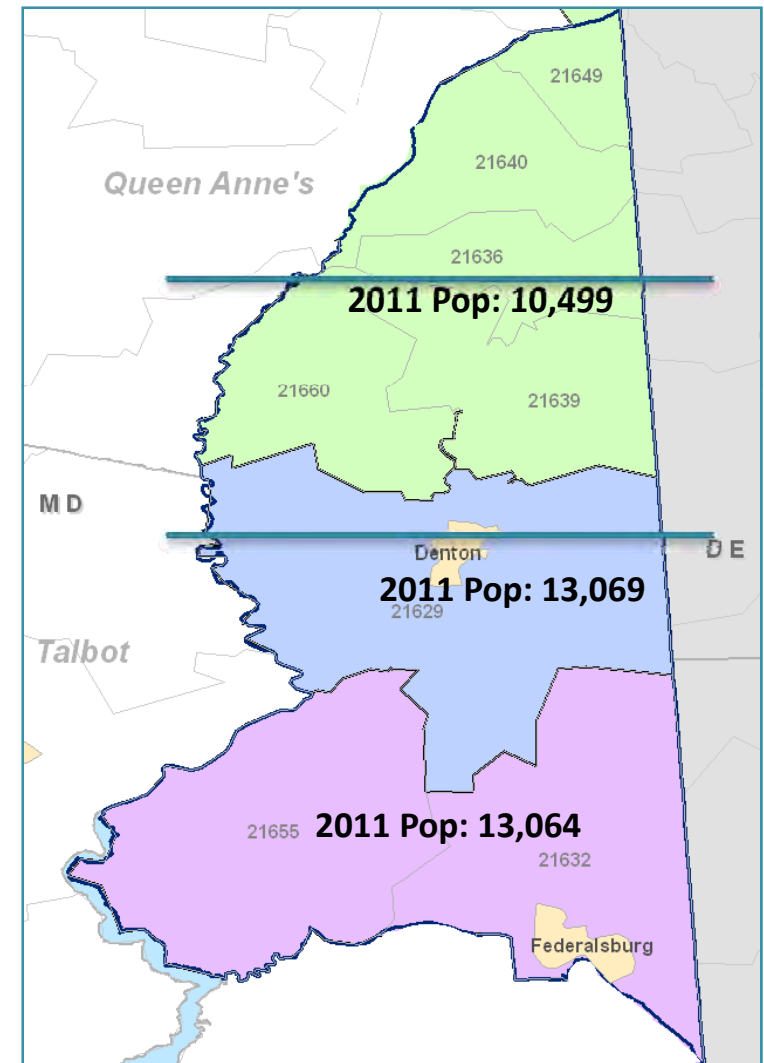 21649
21640
Queen Anne's
21636
2011 Pop: 10,499
21660
21639
MD
Denton
DE
2011 Pop: 13,069
21629
Talbot
21655
2011 Pop: 13,064
21632
Federalsburg